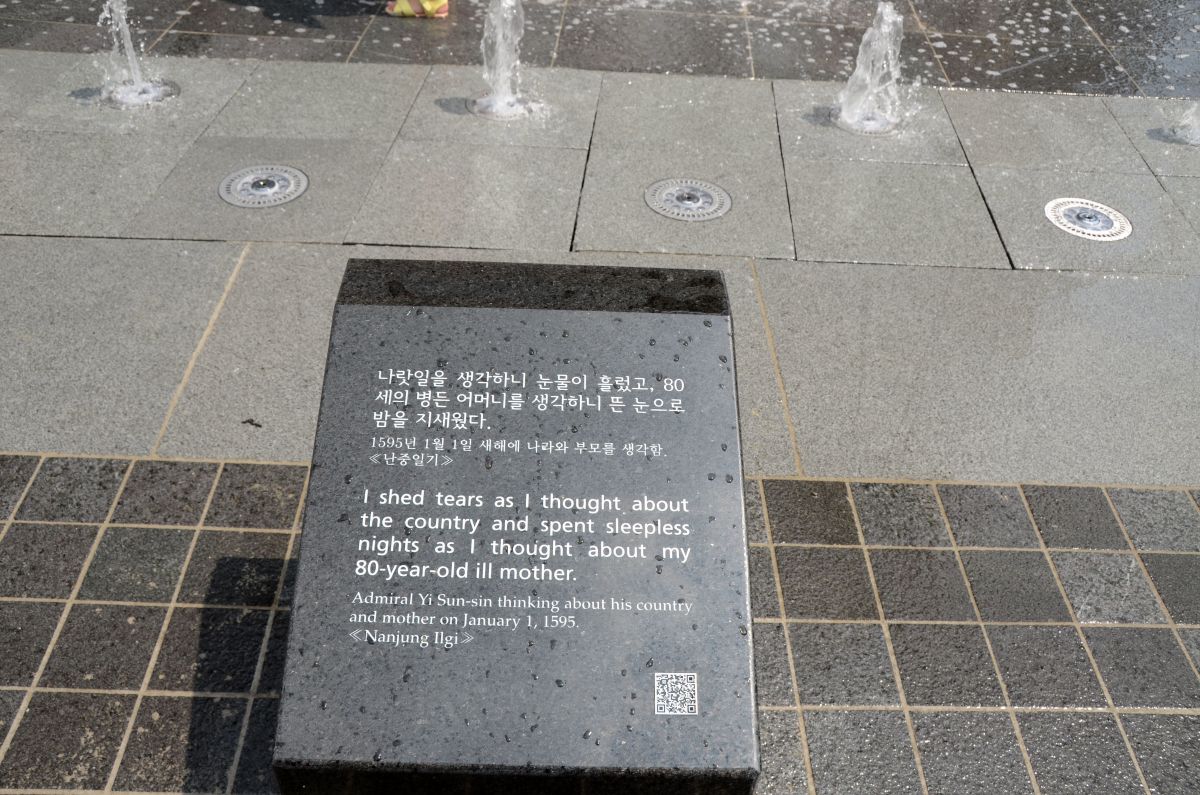 나랏일을 생각하니 눈물이 흘렀고, 80
세의 병든 어머니를 생각하니 뜬 눈으로
밤을 지새웠다.
1595년 1월 1일 새해에 나라와 부모를 생각함.
≪난중일기≫
I shed tears as I thought about
the country and spent sleepless
nights as I thought about my
80-year-old ill mother.
Admiral Yi Sun-sin thinking about his country
and mother on January 1, 1595.
≪Nanjung Ilgi≫